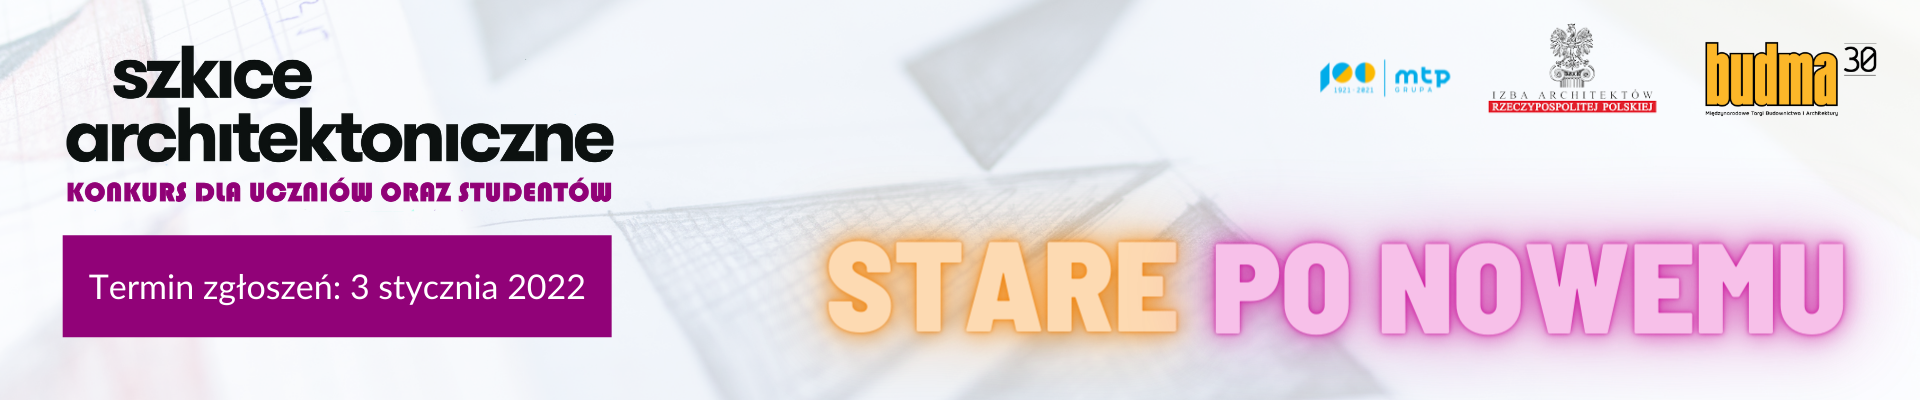 szkice
architektoniczne
KONKURS DLA UCZNIÓW ORAZ STUDENTÓW
Termin zgłoszeń: 3 stycznia 2022
100
1921-2021
mtp
GRUPA
IZBA ARCHITEKTÓW
RZECZYPOSPOLITEJ POLSKIEJ
budma 30
Międzynarodowe Targi Budownictwa i Architektury
STARE PO NOWEMU